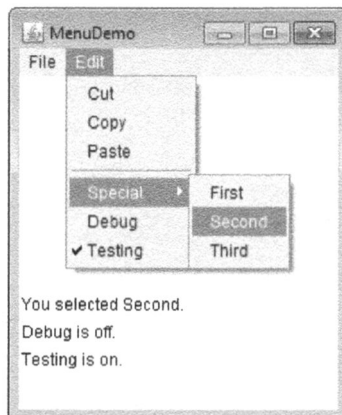 MenuDemo
File Edit
Cut
Copy
Paste
Special
First
Debug
Second
Testing
Third
You selected Second.
Debug is off.
Testing is on.